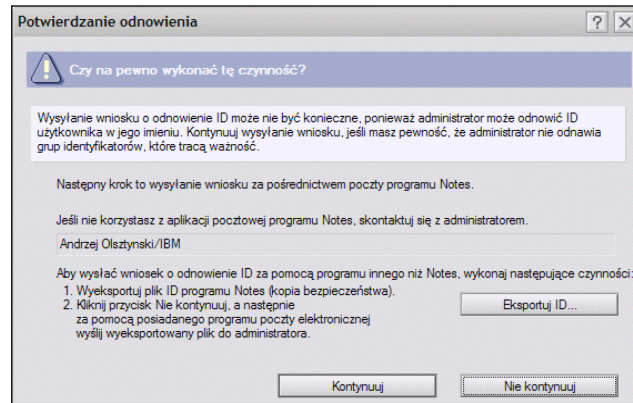 Potwierdzanie odnowienia
Czy na pewno wykonać tę czynność?
Wysyłanie wniosku o odnowienie ID może nie być konieczne, ponieważ administrator może odnowić ID
użytkownika w jego imieniu. Kontynuuj wysyłanie wniosku, jeśli masz pewność, że administrator nie odnawia
grup identyfikatorów, które tracą ważność.
Następny krok to wysyłanie wniosku za pośrednictwem poczty programu Notes.
Jeśli nie korzystasz z aplikacji pocztowej programu Notes, skontaktuj się z administratorem.
Andrzej Olsztynski/IBM
Aby wysłać wniosek o odnowienie ID za pomocą programu innego niż Notes, wykonaj następujące czynności:
1. Wyeksportuj plik ID programu Notes (kopia bezpieczeństwa).
2. Kliknij przycisk Nie kontynuuj, a następnie
za pomocą posiadanego programu poczty elektronicznej
wyślij wyeksportowany plik do administratora.
Eksportuj ID...
Kontynuuj
Nie kontynuuj